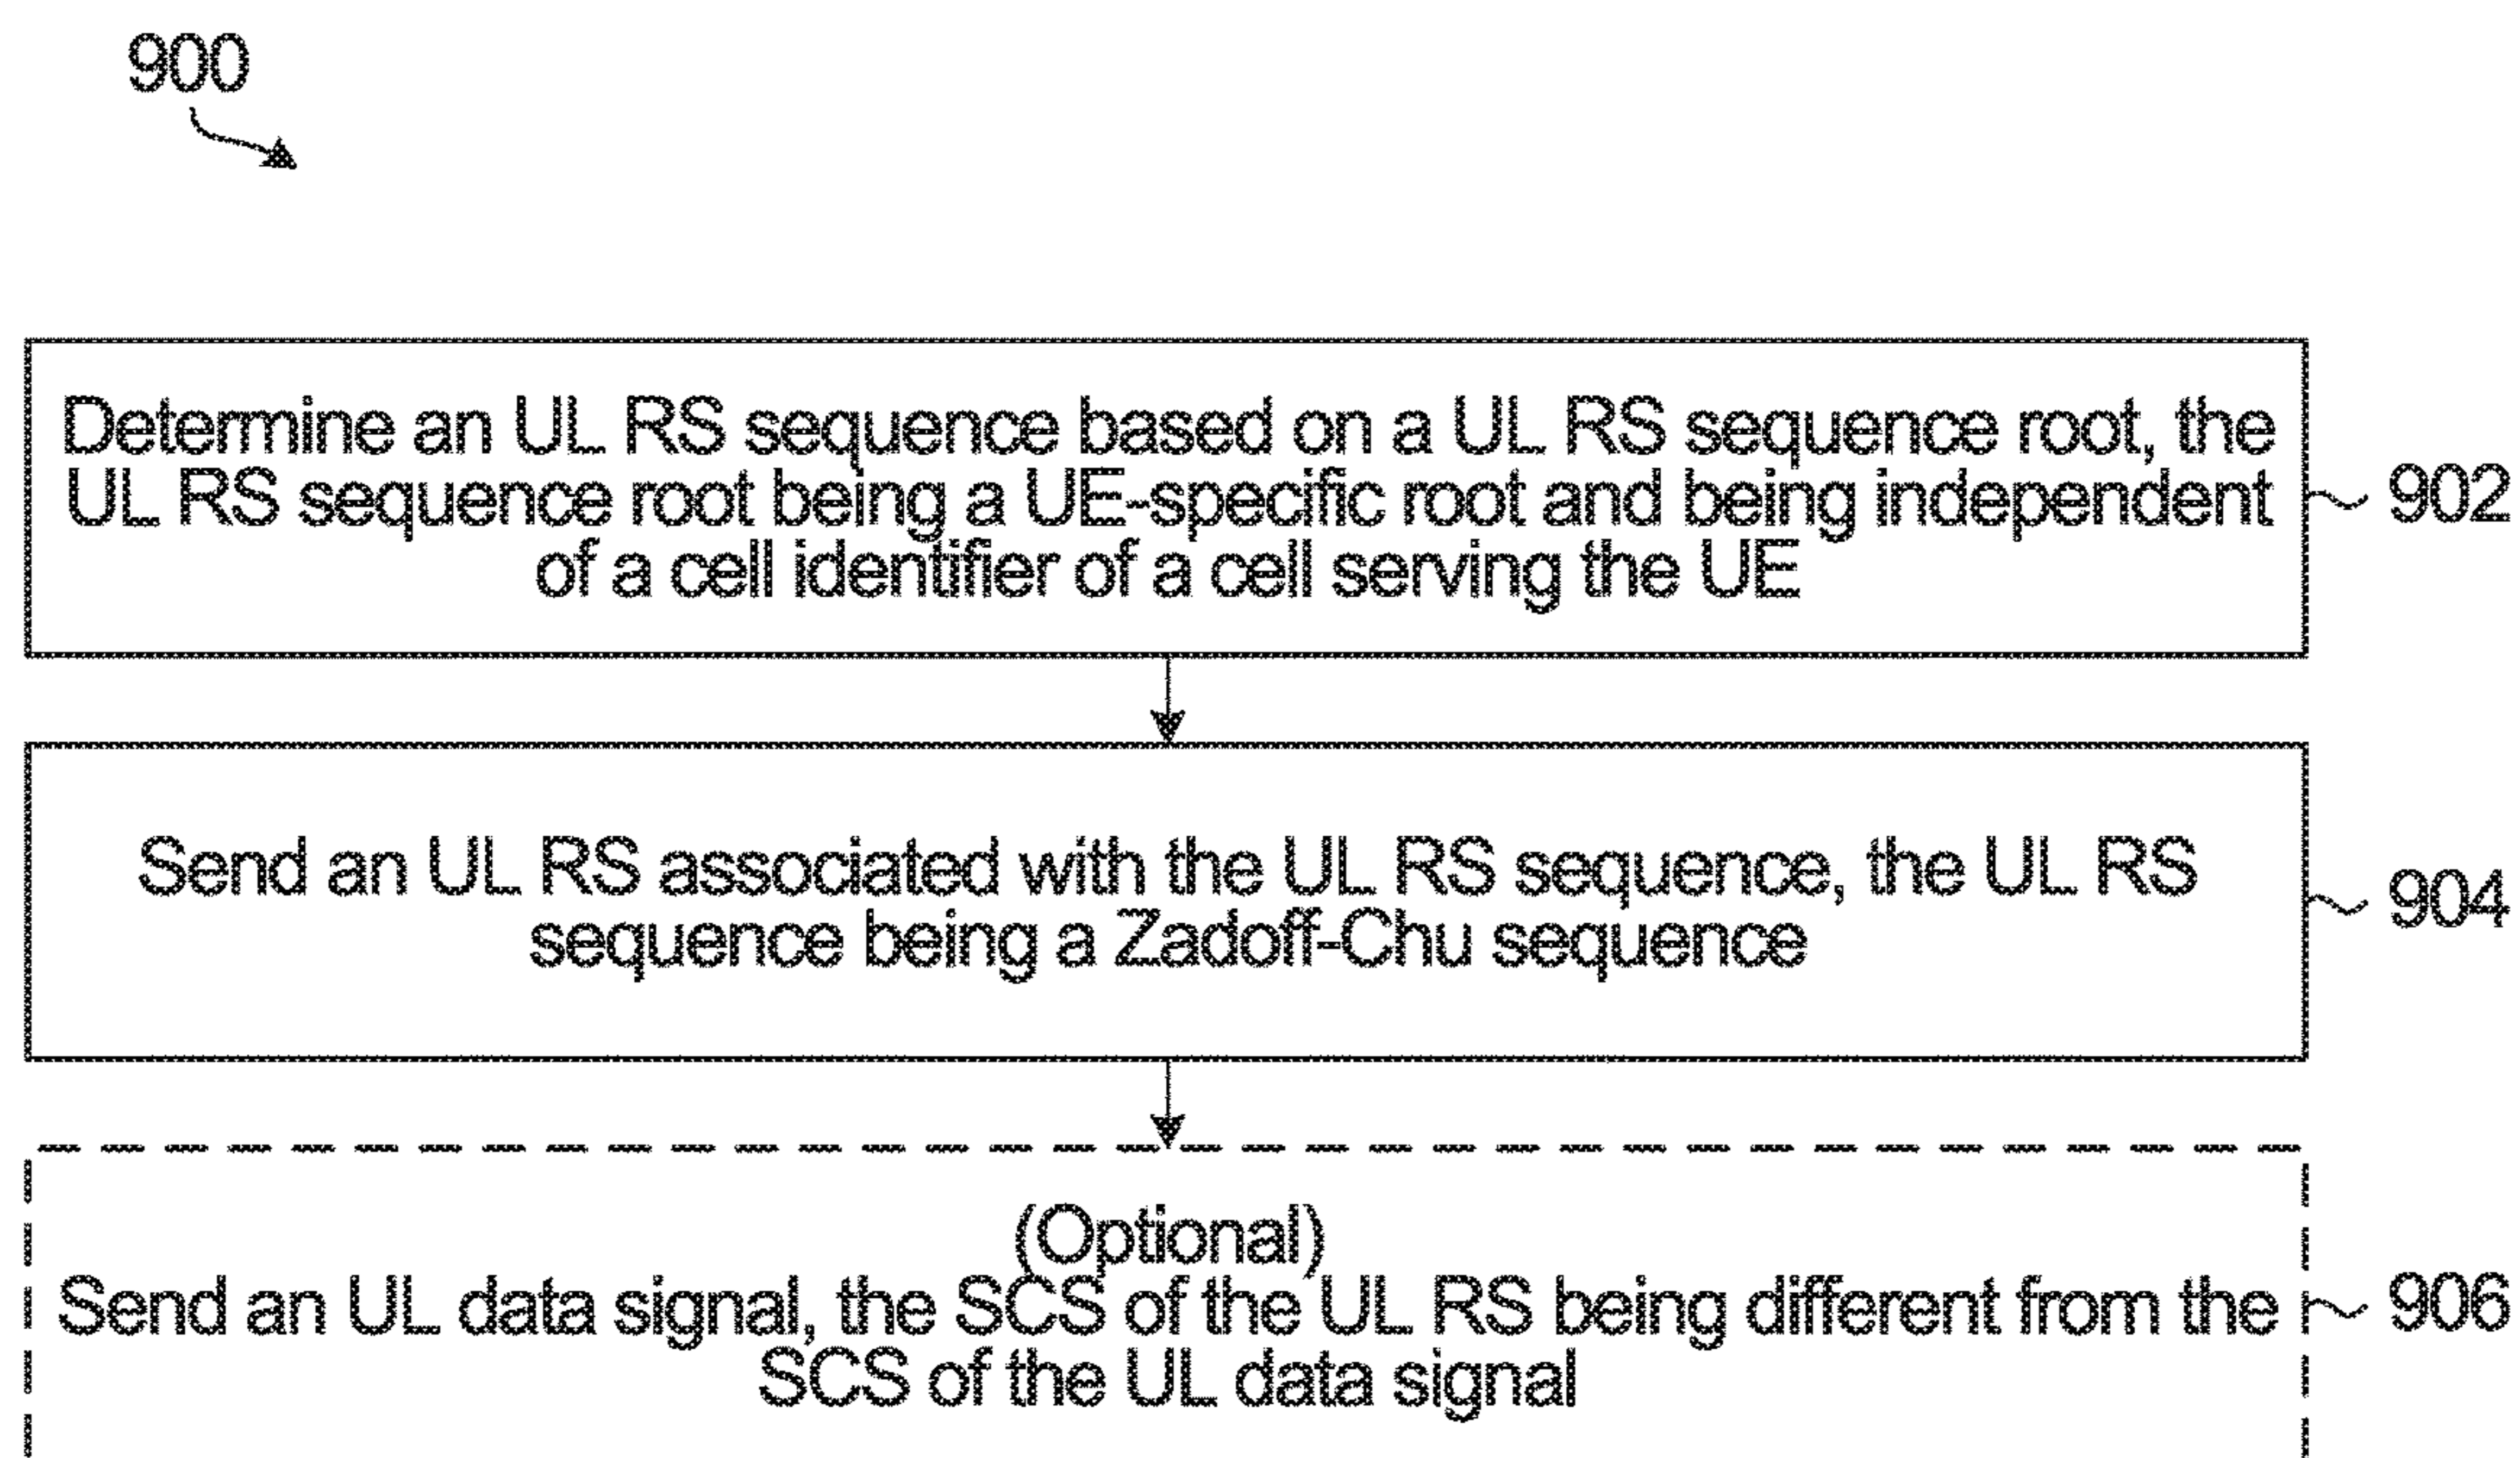 900
Determine an UL RS sequence based on a UL RS sequence root, the
UL RS sequence root being a UE-specific root and being independent
of a cell identifier of a cell serving the UE
902
Send an UL RS associated with the UL RS sequence, the UL RS
sequence being a Zadoff-Chu sequence
904
(Optional)
Send an UL data signal, the SCS of the UL RS being different from the
SCS of the UL data signal
906